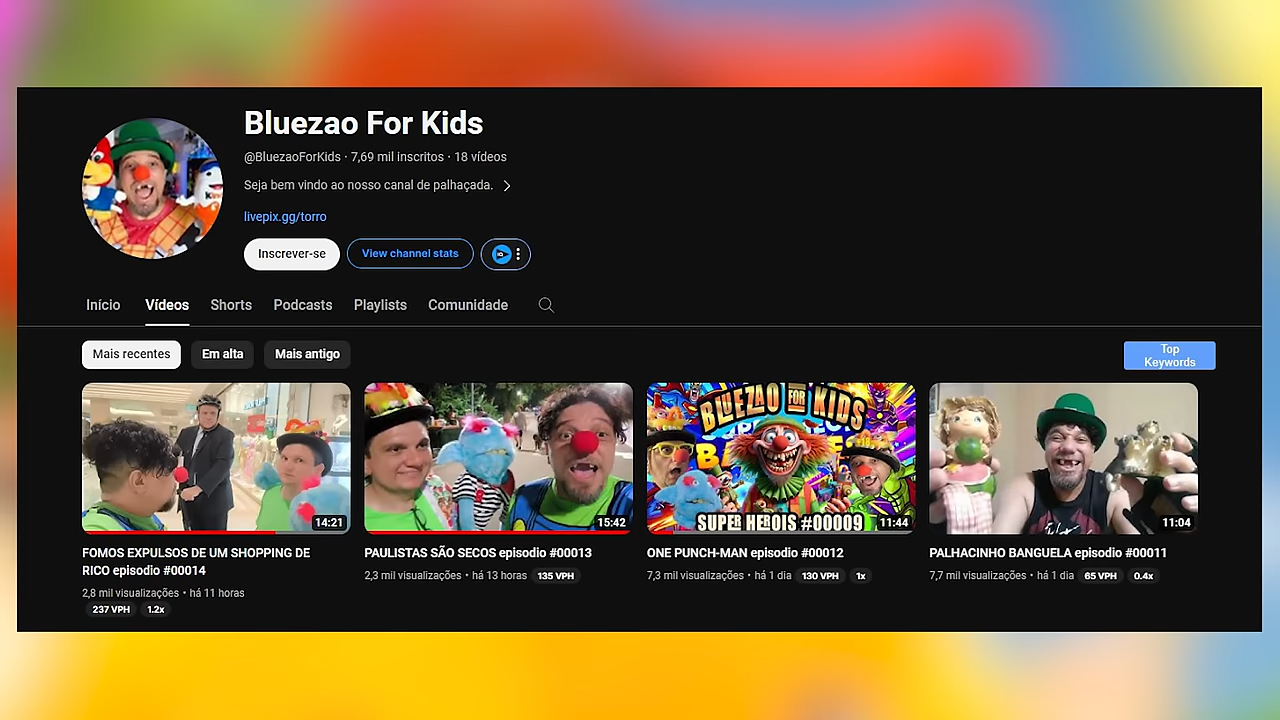 Bluezao For Kids
@BluezaoForKids · 7,69 mil inscritos · 18 vídeos
Seja bem vindo ao nosso canal de palhaçada.
livepix.gg/torro
Inscrever-se
View channel stats
Início
Vídeos
Shorts
Podcasts
Playlists
Comunidade
Mais recentes
Em alta
Mais antigo
Top
Keywords
14:21
15:42
BLUEZAO FOR KIDS
SUPER HEROIS #00009
11:44
11:04
FOMOS EXPULSOS DE UM SHOPPING DE
RICO episodio #00014
2,8 mil visualizações • há 11 horas
237 VPH 1.2x
PAULISTAS SÃO SECOS episodio #00013
2,3 mil visualizações • há 13 horas 135 VPH
ONE PUNCH-MAN episodio #00012
7,3 mil visualizações • há 1 dia 130 VPH 1x
PALHACINHO BANGUELA episodio #00011
7,7 mil visualizações • há 1 dia 65 VPH 0.4x